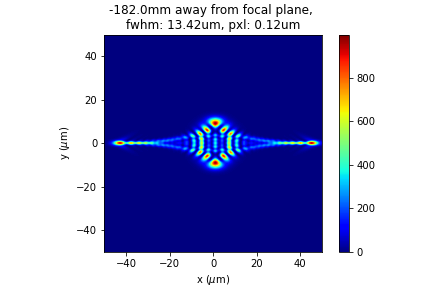 -182.0mm away from focal plane,
fwhm: 13.42um, pxl: 0.12um
40
20
0
−20
−40
y (μm)
−40 −20 0 20 40
x (μm)
800
600
400
200
0